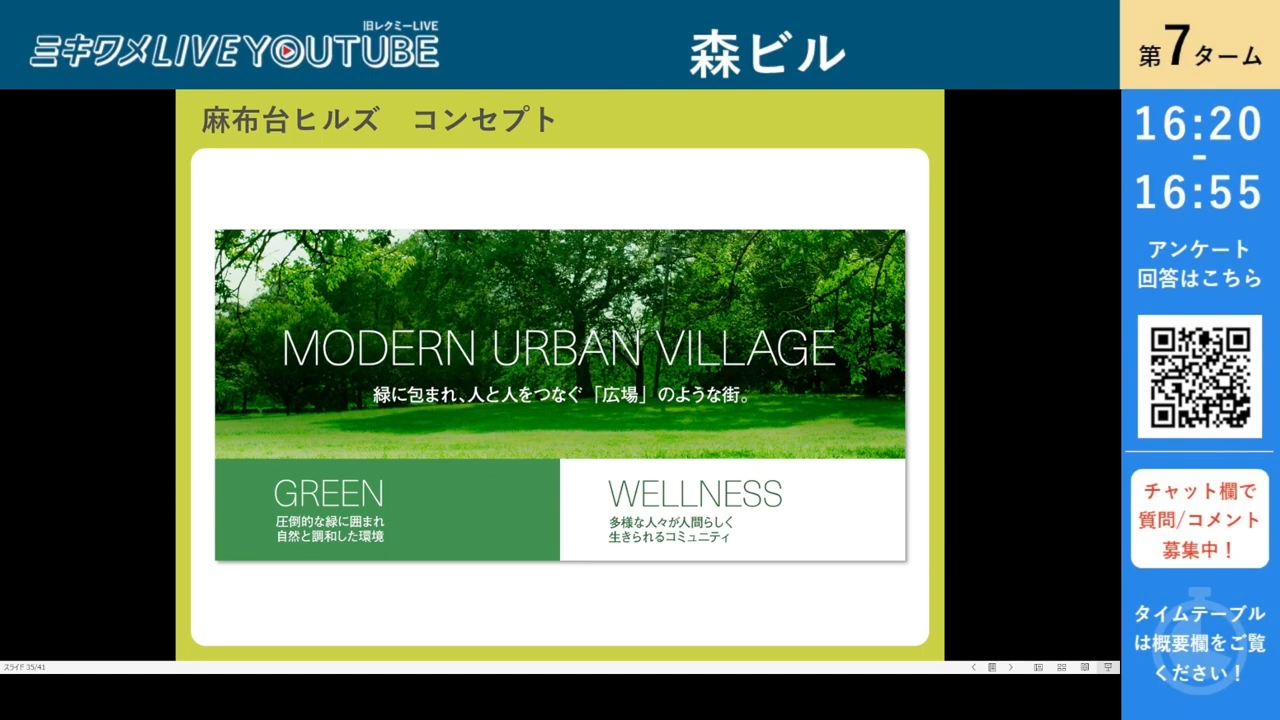 旧レクミーLIVE
ミキワメLIVE YOUTUBE
森ビル
第7ターム
麻布台ヒルズ コンセプト
MODERN URBAN VILLAGE
緑に包まれ、人と人をつなぐ「広場」のような街。
GREEN
圧倒的な緑に囲まれ
自然と調和した環境
WELLNESS
多様な人々が人間らしく
生きられるコミュニティ
スライド 35/41
16:20
-
16:55
アンケート
回答はこちら
チャット欄で
質問/コメント
募集中！
タイムテーブル
は概要欄をご覧
ください！